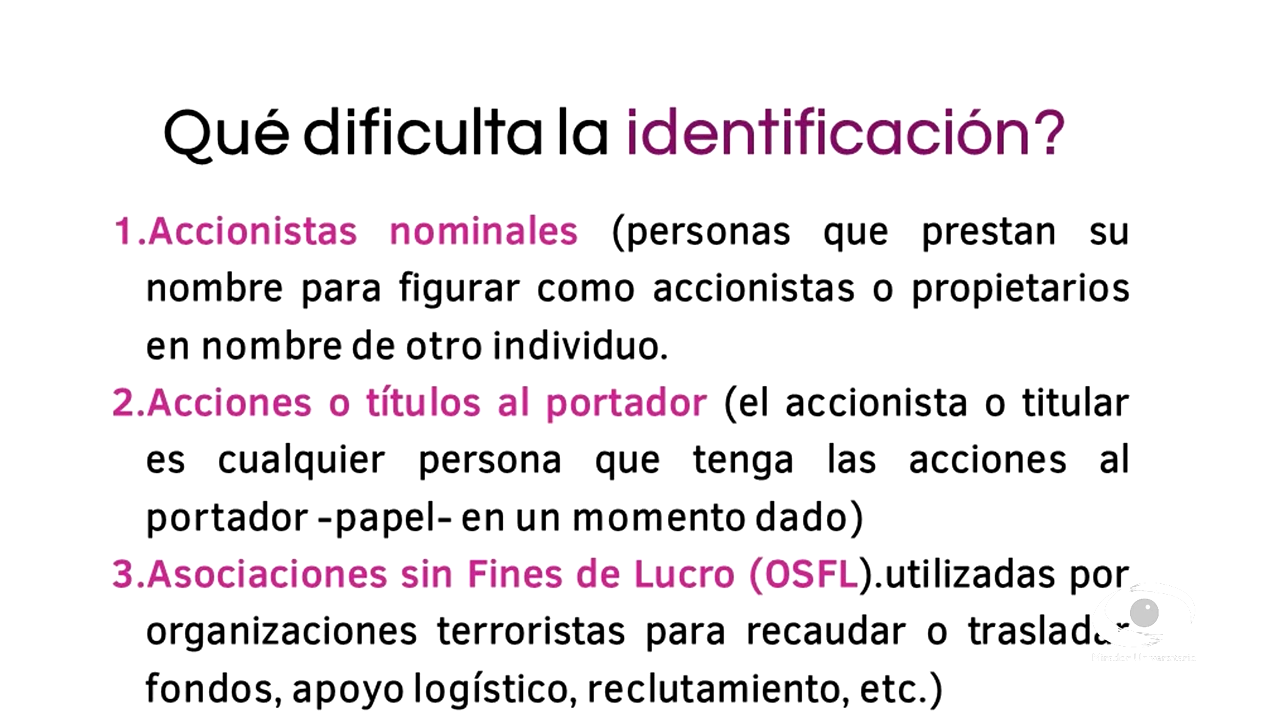 Qué dificulta la identificación?
1.Accionistas nominales (personas que prestan su
nombre para figurar como accionistas o propietarios
en nombre de otro individuo.
2.Acciones o títulos al portador (el accionista o titular
es cualquier persona que tenga las acciones al
portador -papel- en un momento dado)
3.Asociaciones sin Fines de Lucro (OSFL).utilizadas por
organizaciones terroristas para recaudar o trasladar
fondos, apoyo logístico, reclutamiento, etc.)